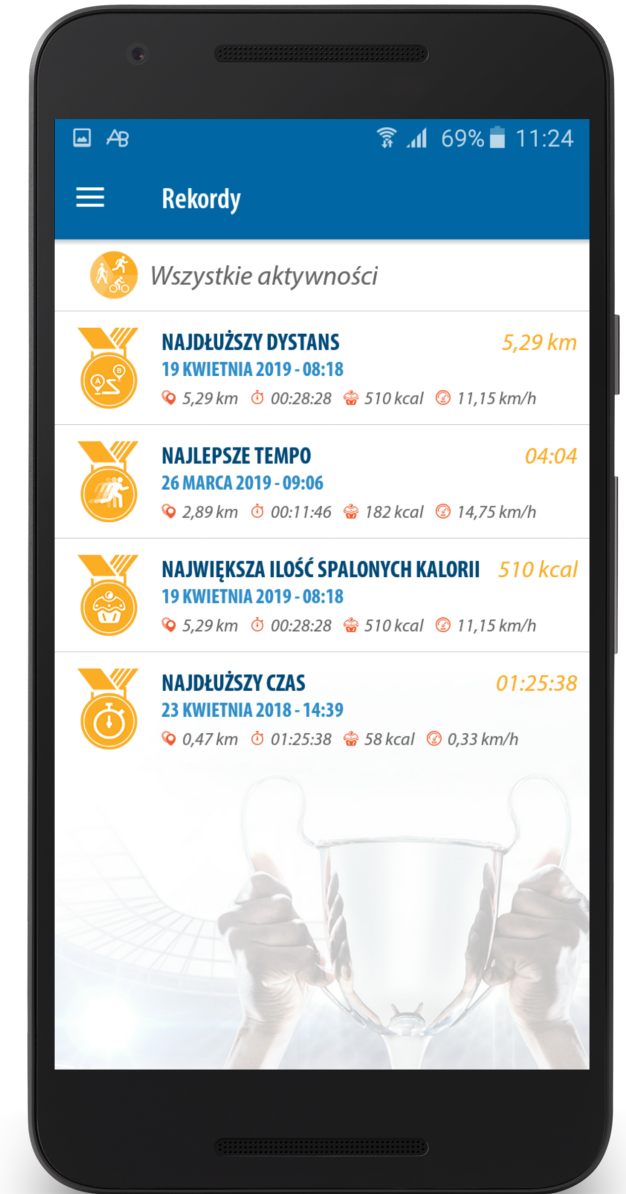 AB 69% 11:24
Rekordy
Wszystkie aktywności
NAJDŁUŻSZY DYSTANS 5,29 km
19 KWIETNIA 2019 - 08:18
5,29 km 00:28:28 510 kcal 11,15 km/h
NAJLEPSZE TEMPO 04:04
26 MARCA 2019 - 09:06
2,89 km 00:11:46 182 kcal 14,75 km/h
NAJWIĘKSZA ILOŚĆ SPALONYCH KALORII 510 kcal
19 KWIETNIA 2019 - 08:18
5,29 km 00:28:28 510 kcal 11,15 km/h
NAJDŁUŻSZY CZAS 01:25:38
23 KWIETNIA 2018 - 14:39
0,47 km 01:25:38 58 kcal 0,33 km/h